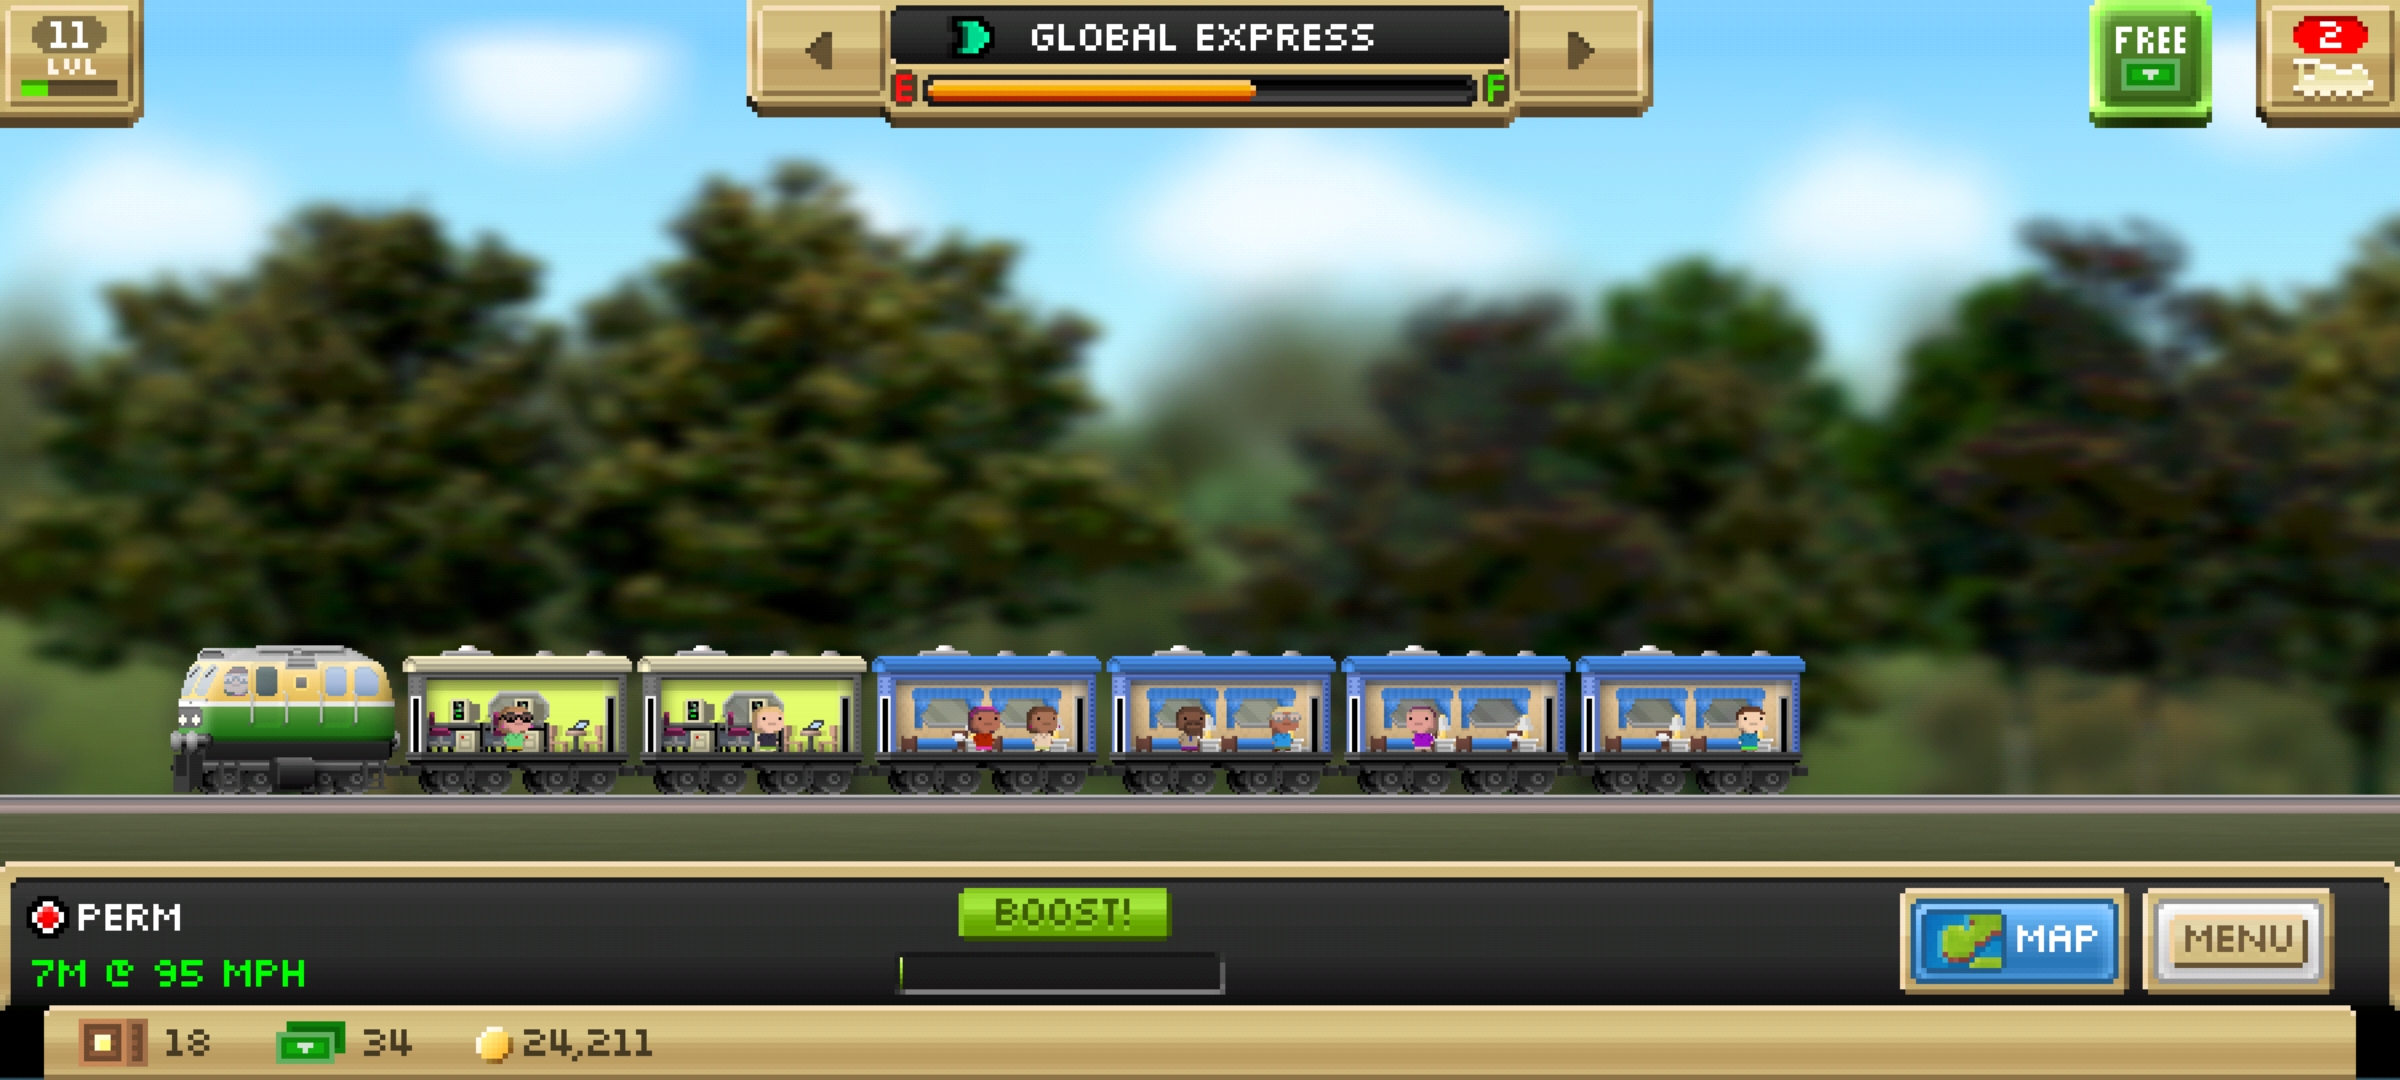 11
LVL
GLOBAL EXPRESS
E F
FREE
2
PERM
7M @ 95 MPH
BOOST!
MAP
MENU
18
34
24,211